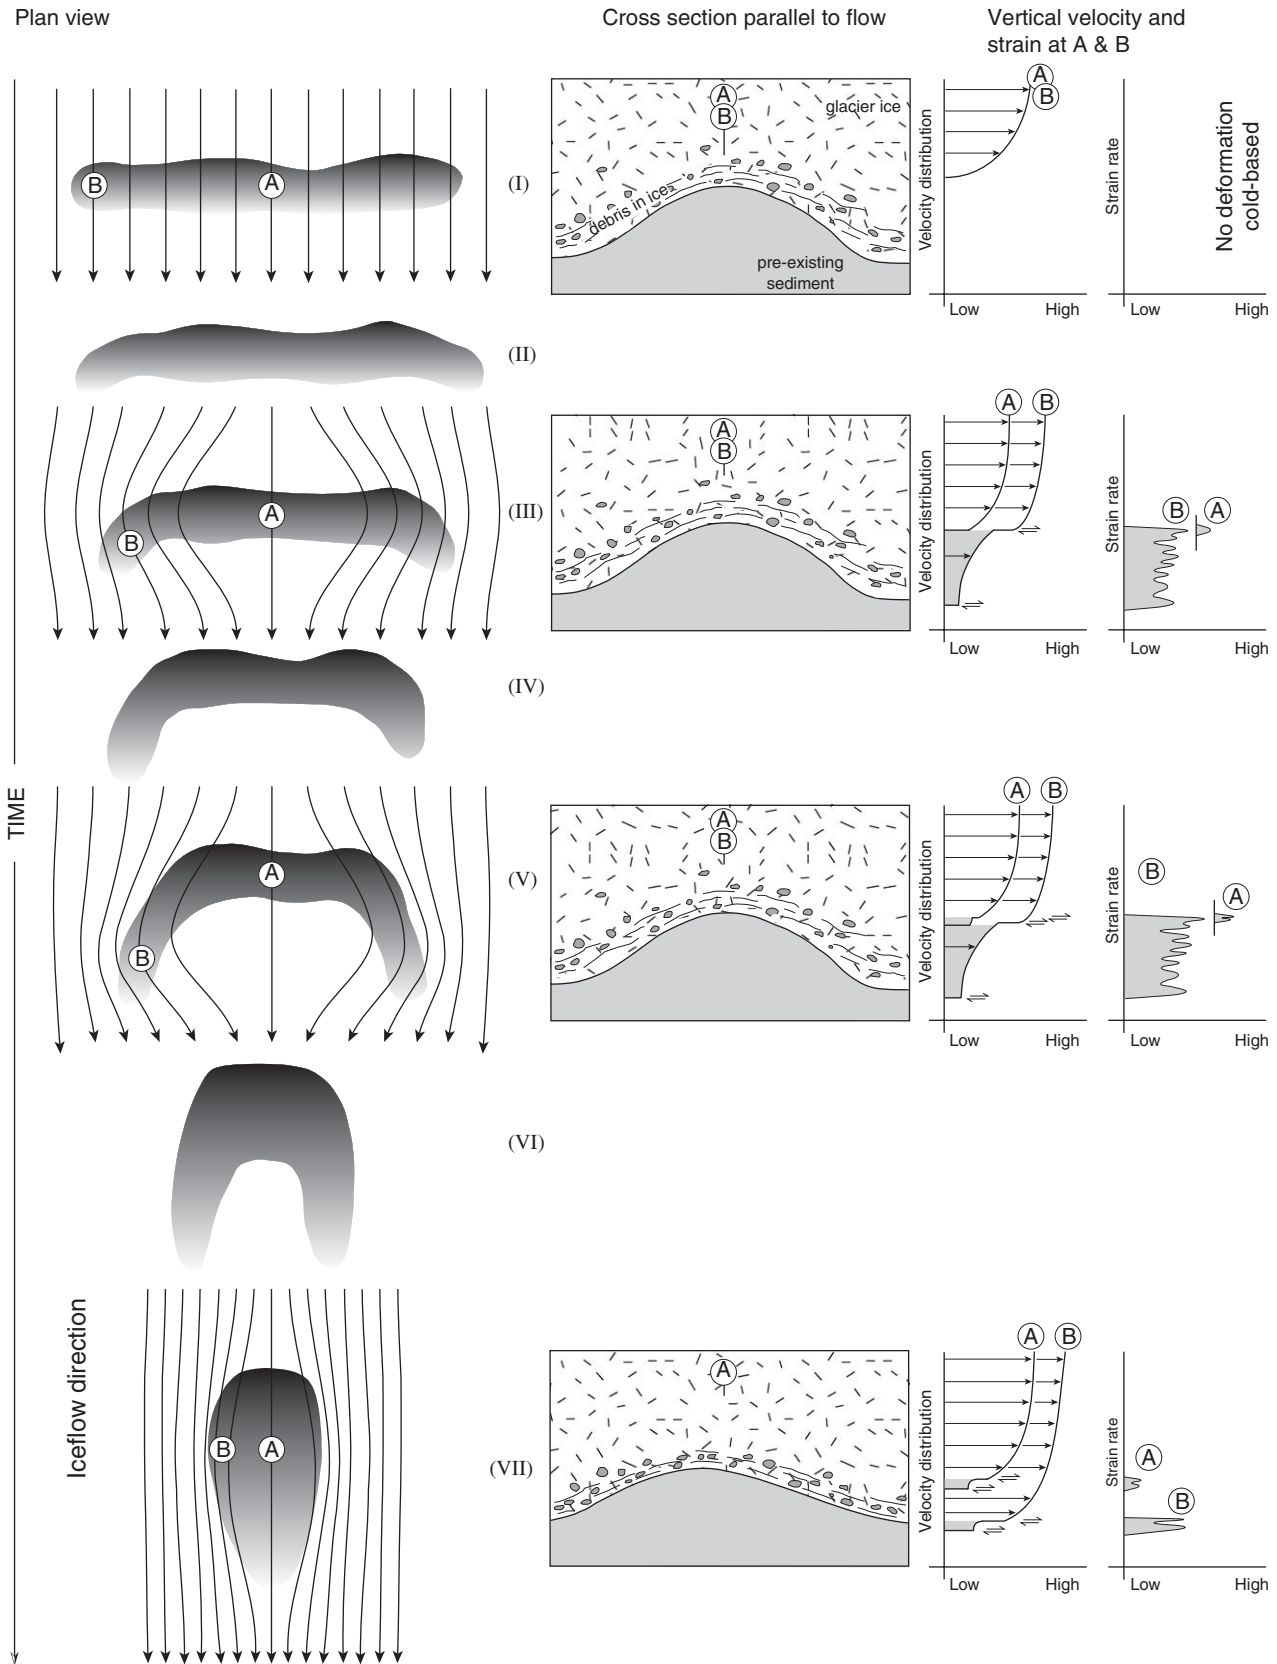 Plan view
Cross section parallel to flow
Vertical velocity and
strain at A & B
TIME
Iceflow direction
B
A
(I)
A
B
glacier ice
debris in ice
pre-existing
sediment
Velocity distribution
A
B
Low
High
Strain rate
No deformation
cold-based
Low
High
(II)
B
A
(III)
A
B
Velocity distribution
A
B
Low
High
Strain rate
B
A
Low
High
(IV)
B
A
(V)
A
B
Velocity distribution
A
B
Low
High
Strain rate
B
A
Low
High
(VI)
B
A
(VII)
A
Velocity distribution
A
B
Low
High
Strain rate
A
B
Low
High